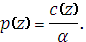 p(z) = c(z)/α.